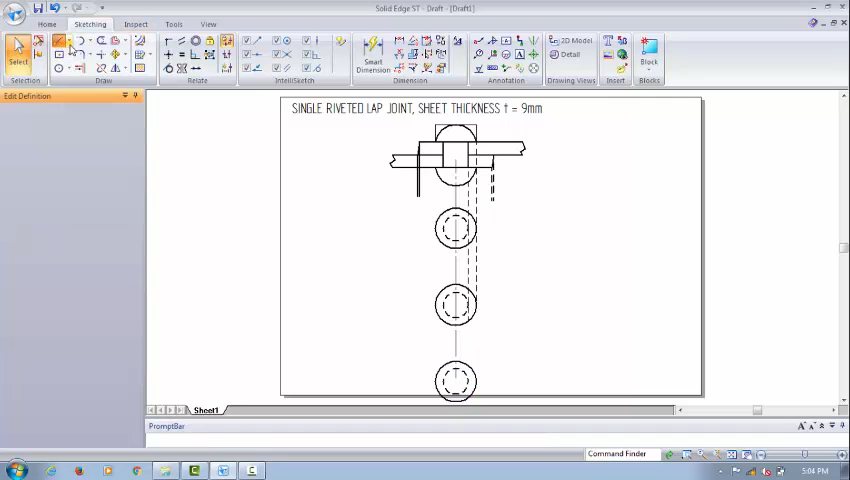 Solid Edge ST - Draft - [Draft1]
Home Sketching Inspect Tools View
Select
Smart Dimension
2D Model
Detail
Block
Selection Draw Relate IntelliSketch Dimension Annotation Drawing Views Insert Blocks
Edit Definition
SINGLE RIVETED LAP JOINT, SHEET THICKNESS t = 9mm
Sheet1
PromptBar
Command Finder
5:04 PM